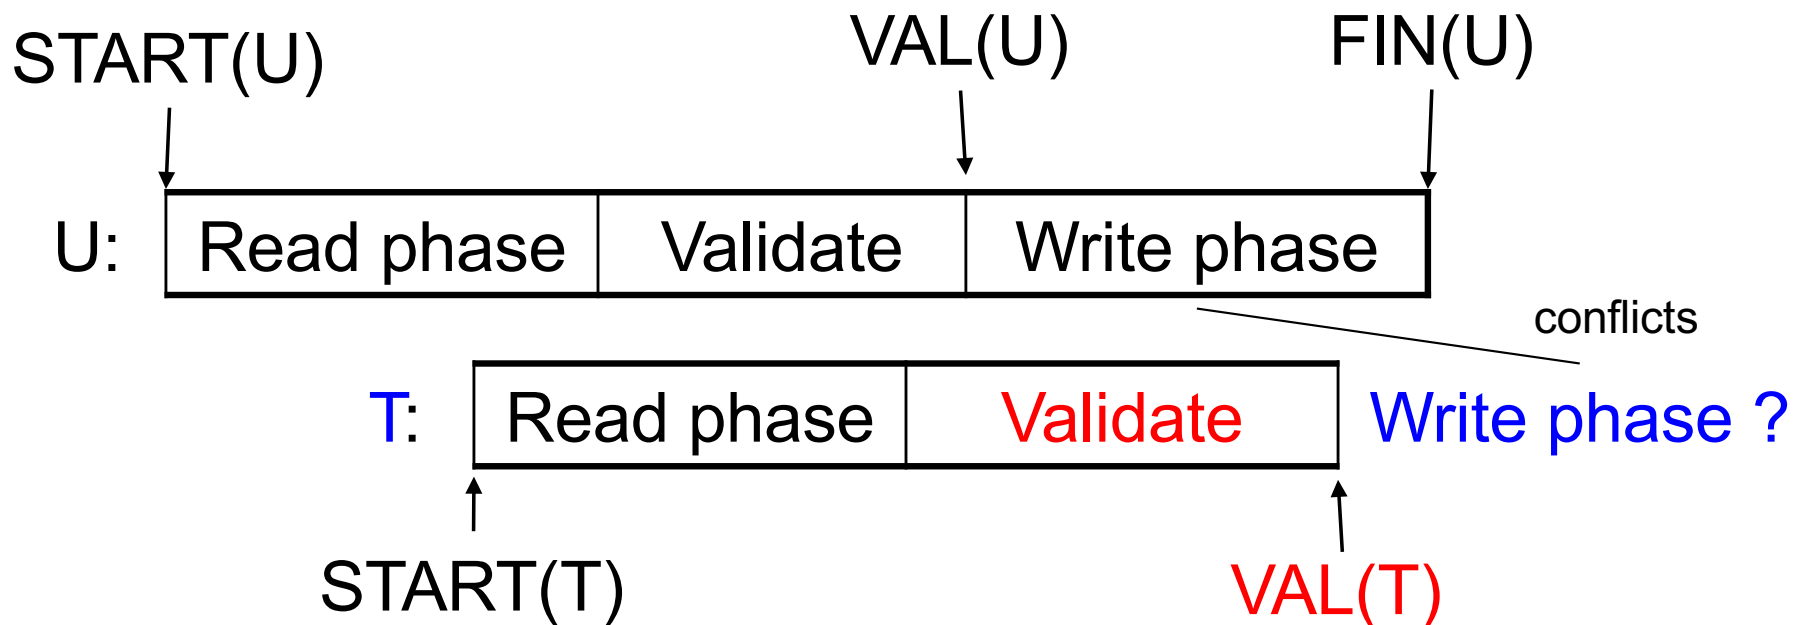 START(U) VAL(U) FIN(U)
U: Read phase Validate Write phase
conflicts
T: Read phase Validate Write phase ?
START(T) VAL(T)